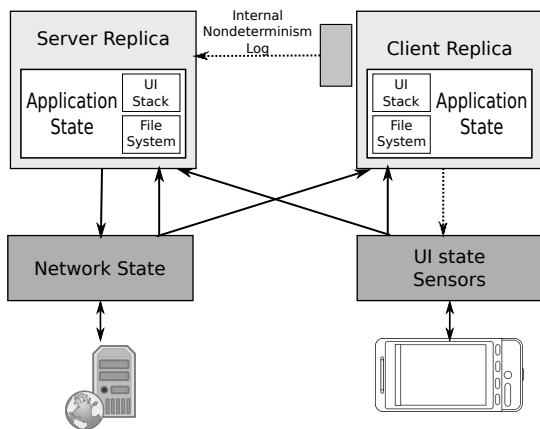 Internal
Nondeterminism
Log
Server Replica
Application
State
UI
Stack
File
System
Client Replica
UI
Stack
File
System
Application
State
Network State
UI state
Sensors